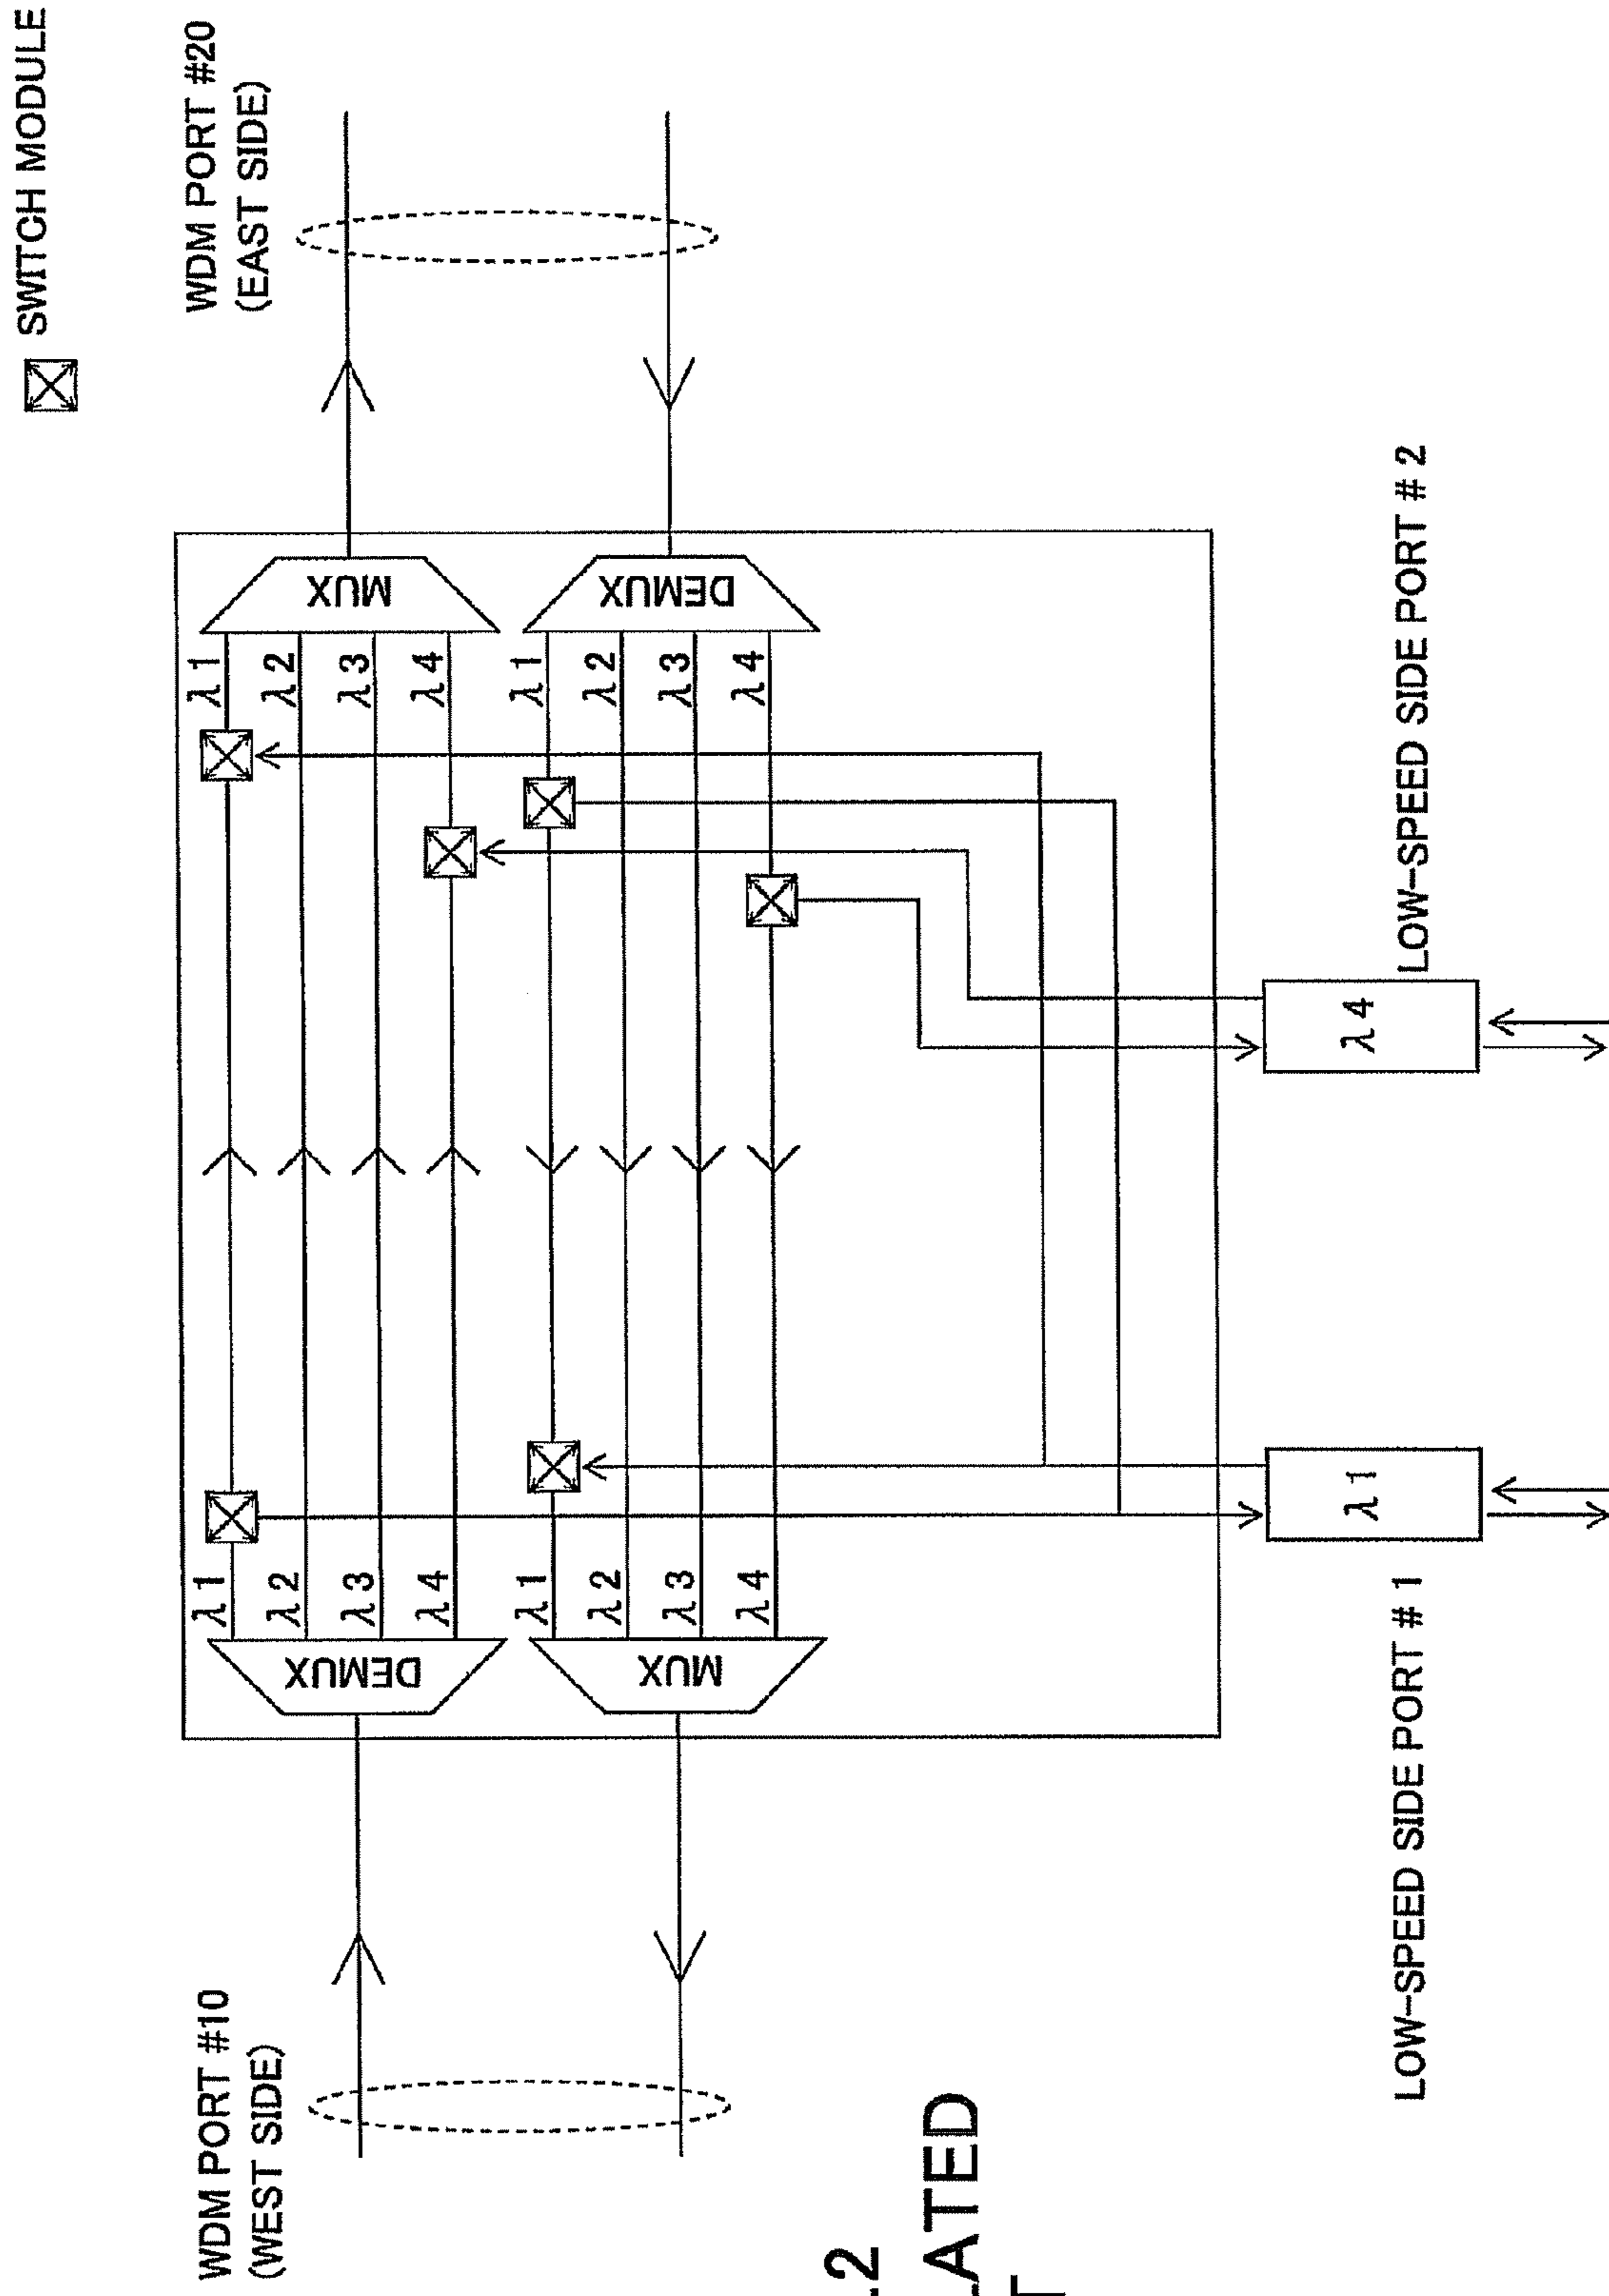 SWITCH MODULE
WDM PORT #10
(WEST SIDE)
WDM PORT #20
(EAST SIDE)
DEMUX
λ1
λ2
λ3
λ4
λ1
λ2
λ3
λ4
MUX
MUX
λ1
λ2
λ3
λ4
λ1
λ2
λ3
λ4
DEMUX
λ1
λ4
LOW-SPEED SIDE PORT # 1
LOW-SPEED SIDE PORT # 2